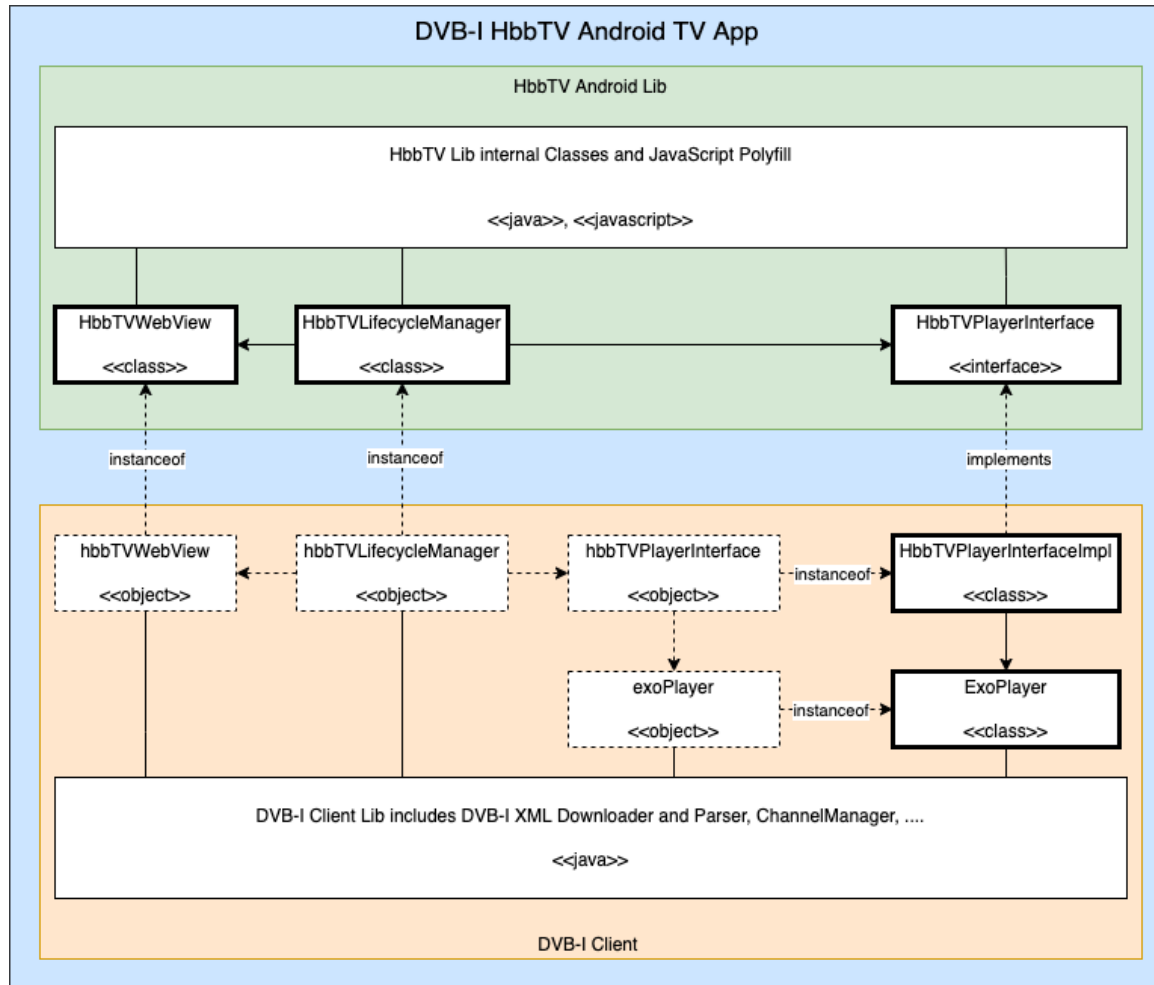 DVB-I HbbTV Android TV App
HbbTV Android Lib
HbbTV Lib internal Classes and JavaScript Polyfill
<<java>>, <<javascript>>
HbbTVWebView
<<class>>
HbbTVLifecycleManager
<<class>>
HbbTVPlayerInterface
<<interface>>
instanceof
instanceof
implements
hbbTVWebView
<<object>>
hbbTVLifecycleManager
<<object>>
hbbTVPlayerInterface
<<object>>
instanceof
HbbTVPlayerInterfaceImpl
<<class>>
exoPlayer
<<object>>
instanceof
ExoPlayer
<<class>>
DVB-I Client Lib includes DVB-I XML Downloader and Parser, ChannelManager, ....
<<java>>
DVB-I Client